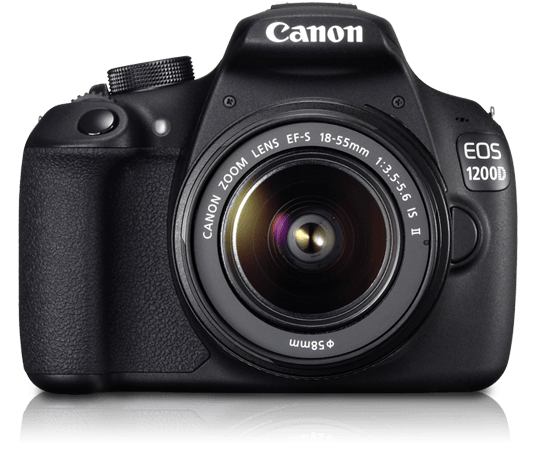 Canon
CANON ZOOM LENS EF-S 18-55mm 1:3.5-5.6 IS II
EOS
1200D
φ58mm